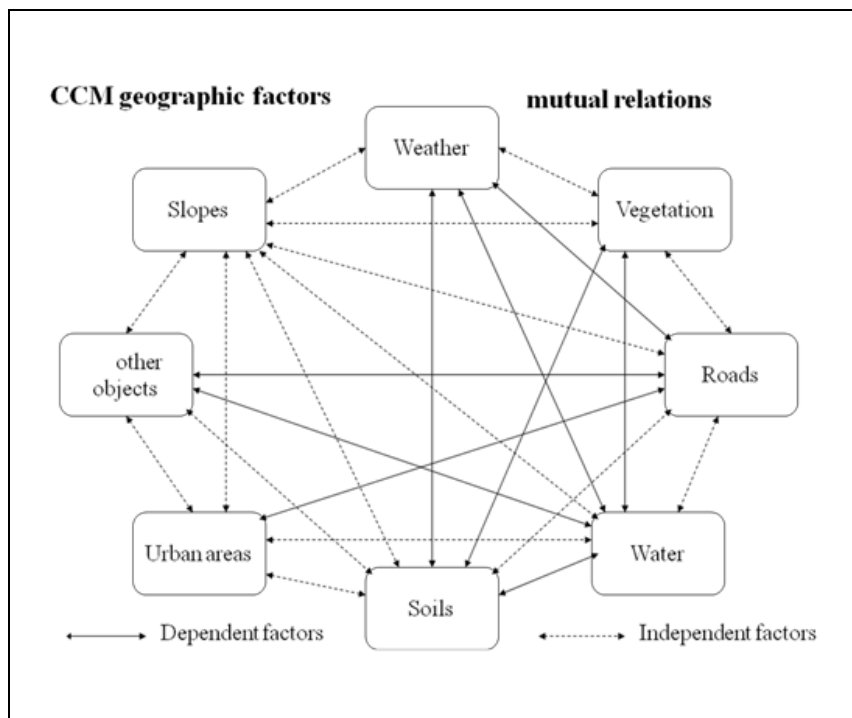 CCM geographic factors
mutual relations
Weather
Slopes
Vegetation
other
objects
Roads
Urban areas
Water
Soils
Dependent factors
Independent factors